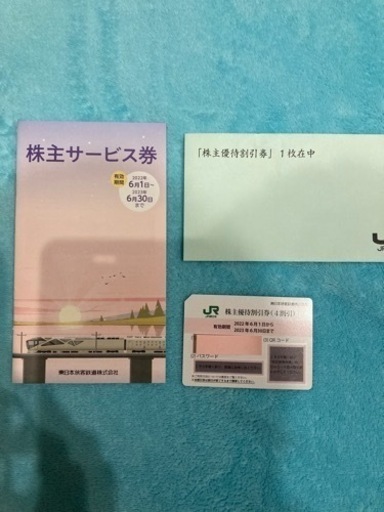 株主サービス券
有効
期間
2022年
6月1日～
2023年
6月30日
まで
東日本旅客鉄道株式会社
「株主優待割引券」1枚在中
JR
株主優待割引券(4割引)
有効期間
2022年6月1日から
2023年6月30日まで
(1) パスワード
(2) QRコード